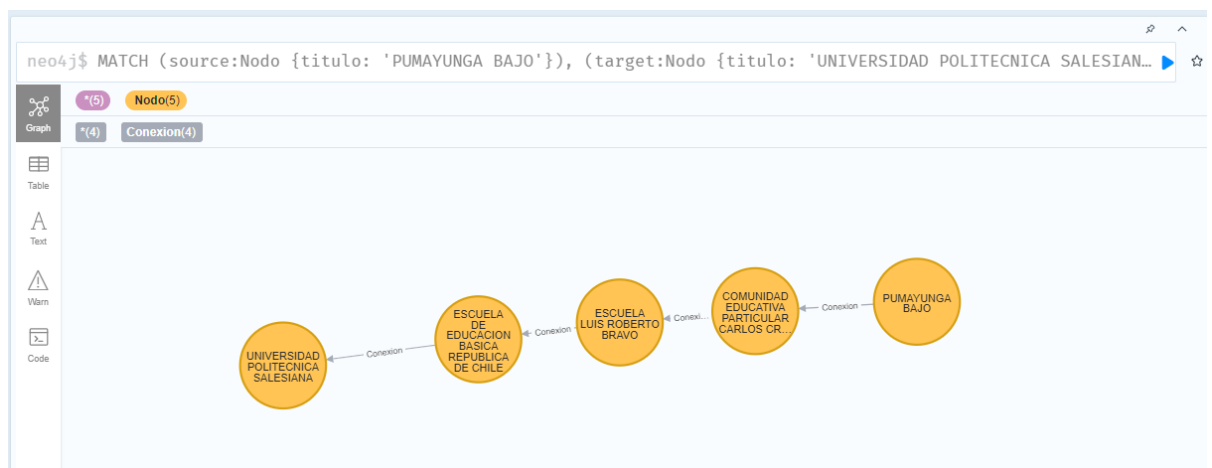 neo4j$ MATCH (source:Nodo {titulo: 'PUMAYUNGA BAJO'}), (target:Nodo {titulo: 'UNIVERSIDAD POLITECNICA SALESIAN…
*(5) Nodo(5)
*(4) Conexion(4)
Graph
Table
Text
Warn
Code
UNIVERSIDAD
POLITECNICA
SALESIANA
Conexion
ESCUELA
DE
EDUCACION
BASICA
REPUBLICA
DE CHILE
Conexion
ESCUELA
LUIS ROBERTO
BRAVO
Conexi…
COMUNIDAD
EDUCATIVA
PARTICULAR
CARLOS CR…
Conexion
PUMAYUNGA
BAJO